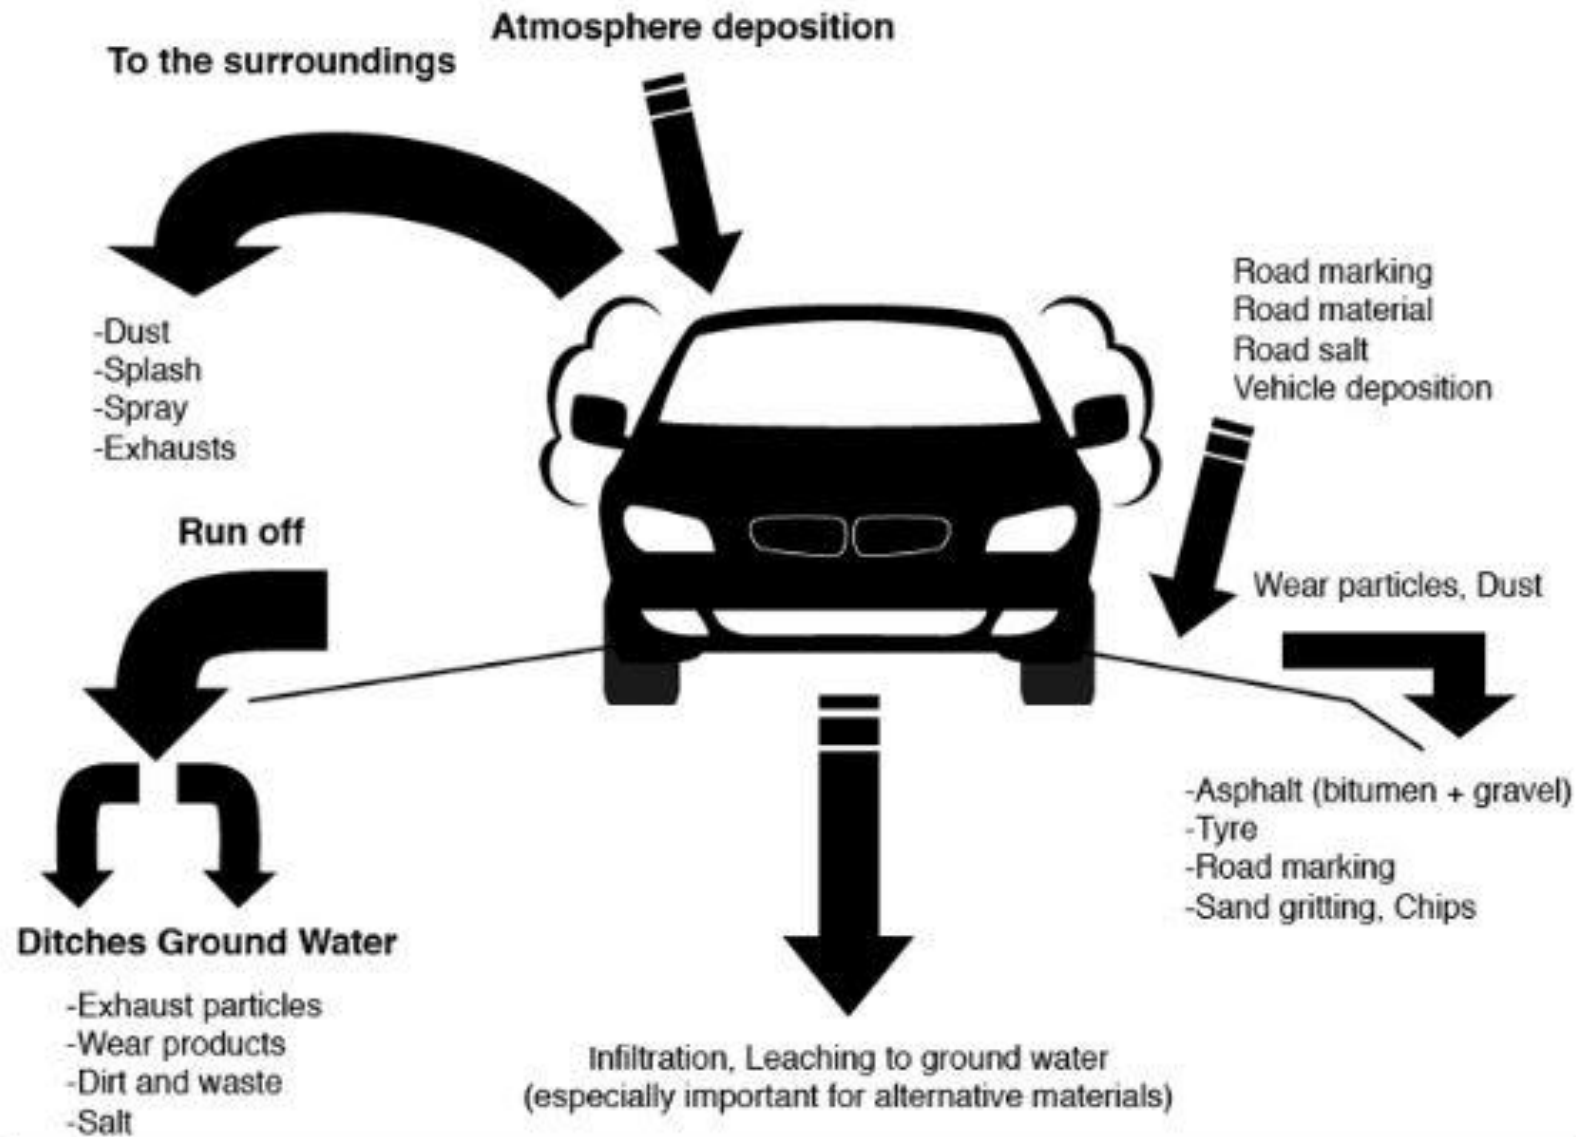 Atmosphere deposition
To the surroundings
-Dust
-Splash
-Spray
-Exhausts
Road marking
Road material
Road salt
Vehicle deposition
Run off
Wear particles, Dust
-Asphalt (bitumen + gravel)
-Tyre
-Road marking
-Sand gritting, Chips
Ditches Ground Water
-Exhaust particles
-Wear products
-Dirt and waste
-Salt
Infiltration, Leaching to ground water
(especially important for alternative materials)